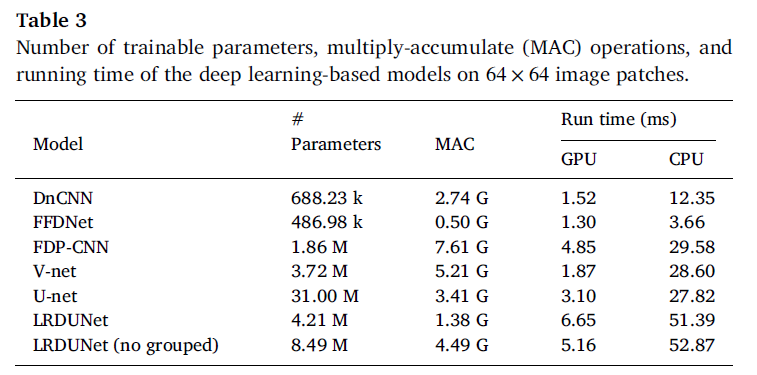 Table 3
Number of trainable parameters, multiply-accumulate (MAC) operations, and
running time of the deep learning-based models on 64 × 64 image patches.
Model # Parameters MAC Run time (ms)
GPU CPU
DnCNN 688.23 k 2.74 G 1.52 12.35
FFDNet 486.98 k 0.50 G 1.30 3.66
FDP-CNN 1.86 M 7.61 G 4.85 29.58
V-net 3.72 M 5.21 G 1.87 28.60
U-net 31.00 M 3.41 G 3.10 27.82
LRDUNet 4.21 M 1.38 G 6.65 51.39
LRDUNet (no grouped) 8.49 M 4.49 G 5.16 52.87